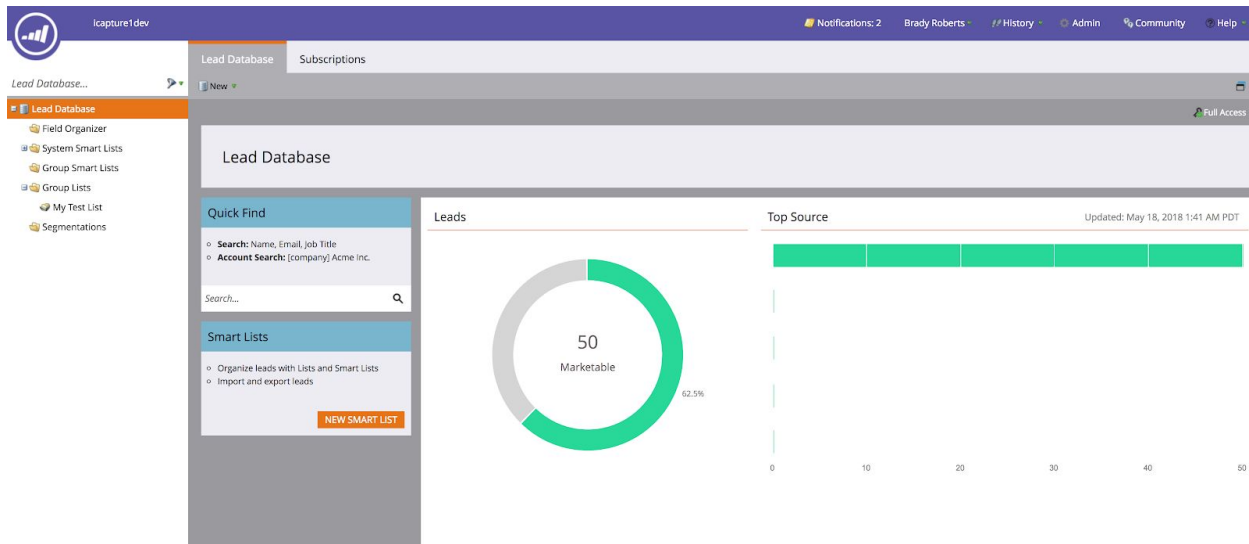 icapture1dev
Notifications: 2 Brady Roberts History Admin Community Help
Lead Database...
Lead Database
Field Organizer
System Smart Lists
Group Smart Lists
Group Lists
My Test List
Segmentations
Lead Database Subscriptions
New
Full Access
Lead Database
Quick Find
Search: Name, Email, Job Title
Account Search: [company] Acme Inc.
Search...
Smart Lists
Organize leads with Lists and Smart Lists
Import and export leads
NEW SMART LIST
Leads
50
Marketable
62.5%
Top Source Updated: May 18, 2018 1:41 AM PDT
0 10 20 30 40 50